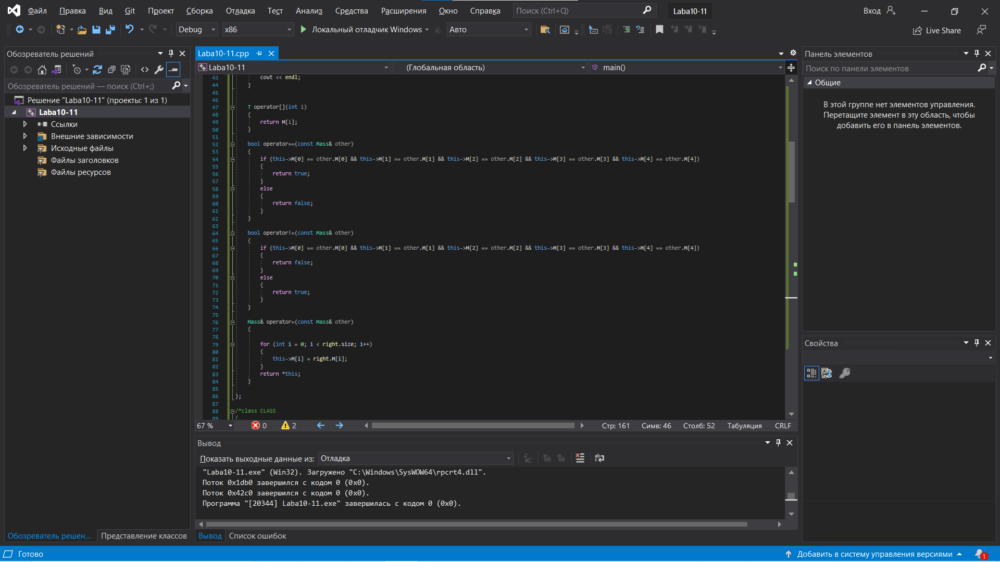 Файл Правка Вид Git Проект Сборка Отладка Тест Анализ Средства Расширения Окно Справка Поиск (Ctrl+Q) Laba10-11 Вход
Debug x86 Локальный отладчик Windows Авто Live Share
Обозреватель решений
Обозреватель решений — поиск (Ctrl+;)
Решение "Laba10-11" (проекты: 1 из 1)
Laba10-11
Ссылки
Внешние зависимости
Исходные файлы
Файлы заголовков
Файлы ресурсов
Обозреватель решен... Представление классов
Laba10-11.cpp
Laba10-11 (Глобальная область) main()
43 cout << endl;
44 }
45
46
47 T operator[](int i)
48 {
49 return M[i];
50 }
51
52 bool operator==(const Mass& other)
53 {
54 if (this->M[0] == other.M[0] && this->M[1] == other.M[1] && this->M[2] == other.M[2] && this->M[3] == other.M[3] && this->M[4] == other.M[4])
55 {
56 return true;
57 }
58 else
59 {
60 return false;
61 }
62 }
63
64 bool operator!=(const Mass& other)
65 {
66 if (this->M[0] == other.M[0] && this->M[1] == other.M[1] && this->M[2] == other.M[2] && this->M[3] == other.M[3] && this->M[4] == other.M[4])
67 {
68 return false;
69 }
70 else
71 {
72 return true;
73 }
74 }
75
76 Mass& operator=(const Mass& other)
77 {
78
79 for (int i = 0; i < right.size; i++)
80 {
81 this->M[i] = right.M[i];
82 }
83 return *this;
84 }
85
86 };
87
88 /*class CLASS
89 {
67 % 0 2 Стр: 161 Симв: 46 Столб: 52 Табуляция CRLF
Вывод
Показать выходные данные из: Отладка
"Laba10-11.exe" (Win32). Загружено "C:\Windows\SysWOW64\rpcrt4.dll".
Поток 0x1db0 завершился с кодом 0 (0x0).
Поток 0x42c0 завершился с кодом 0 (0x0).
Программа "[20344] Laba10-11.exe" завершилась с кодом 0 (0x0).
Вывод Список ошибок
Панель элементов
Поиск по панели элементов
Общие
В этой группе нет элементов управления.
Перетащите элемент в эту область, чтобы
добавить его в панель элементов.
Свойства
Готово Добавить в систему управления версиями 1